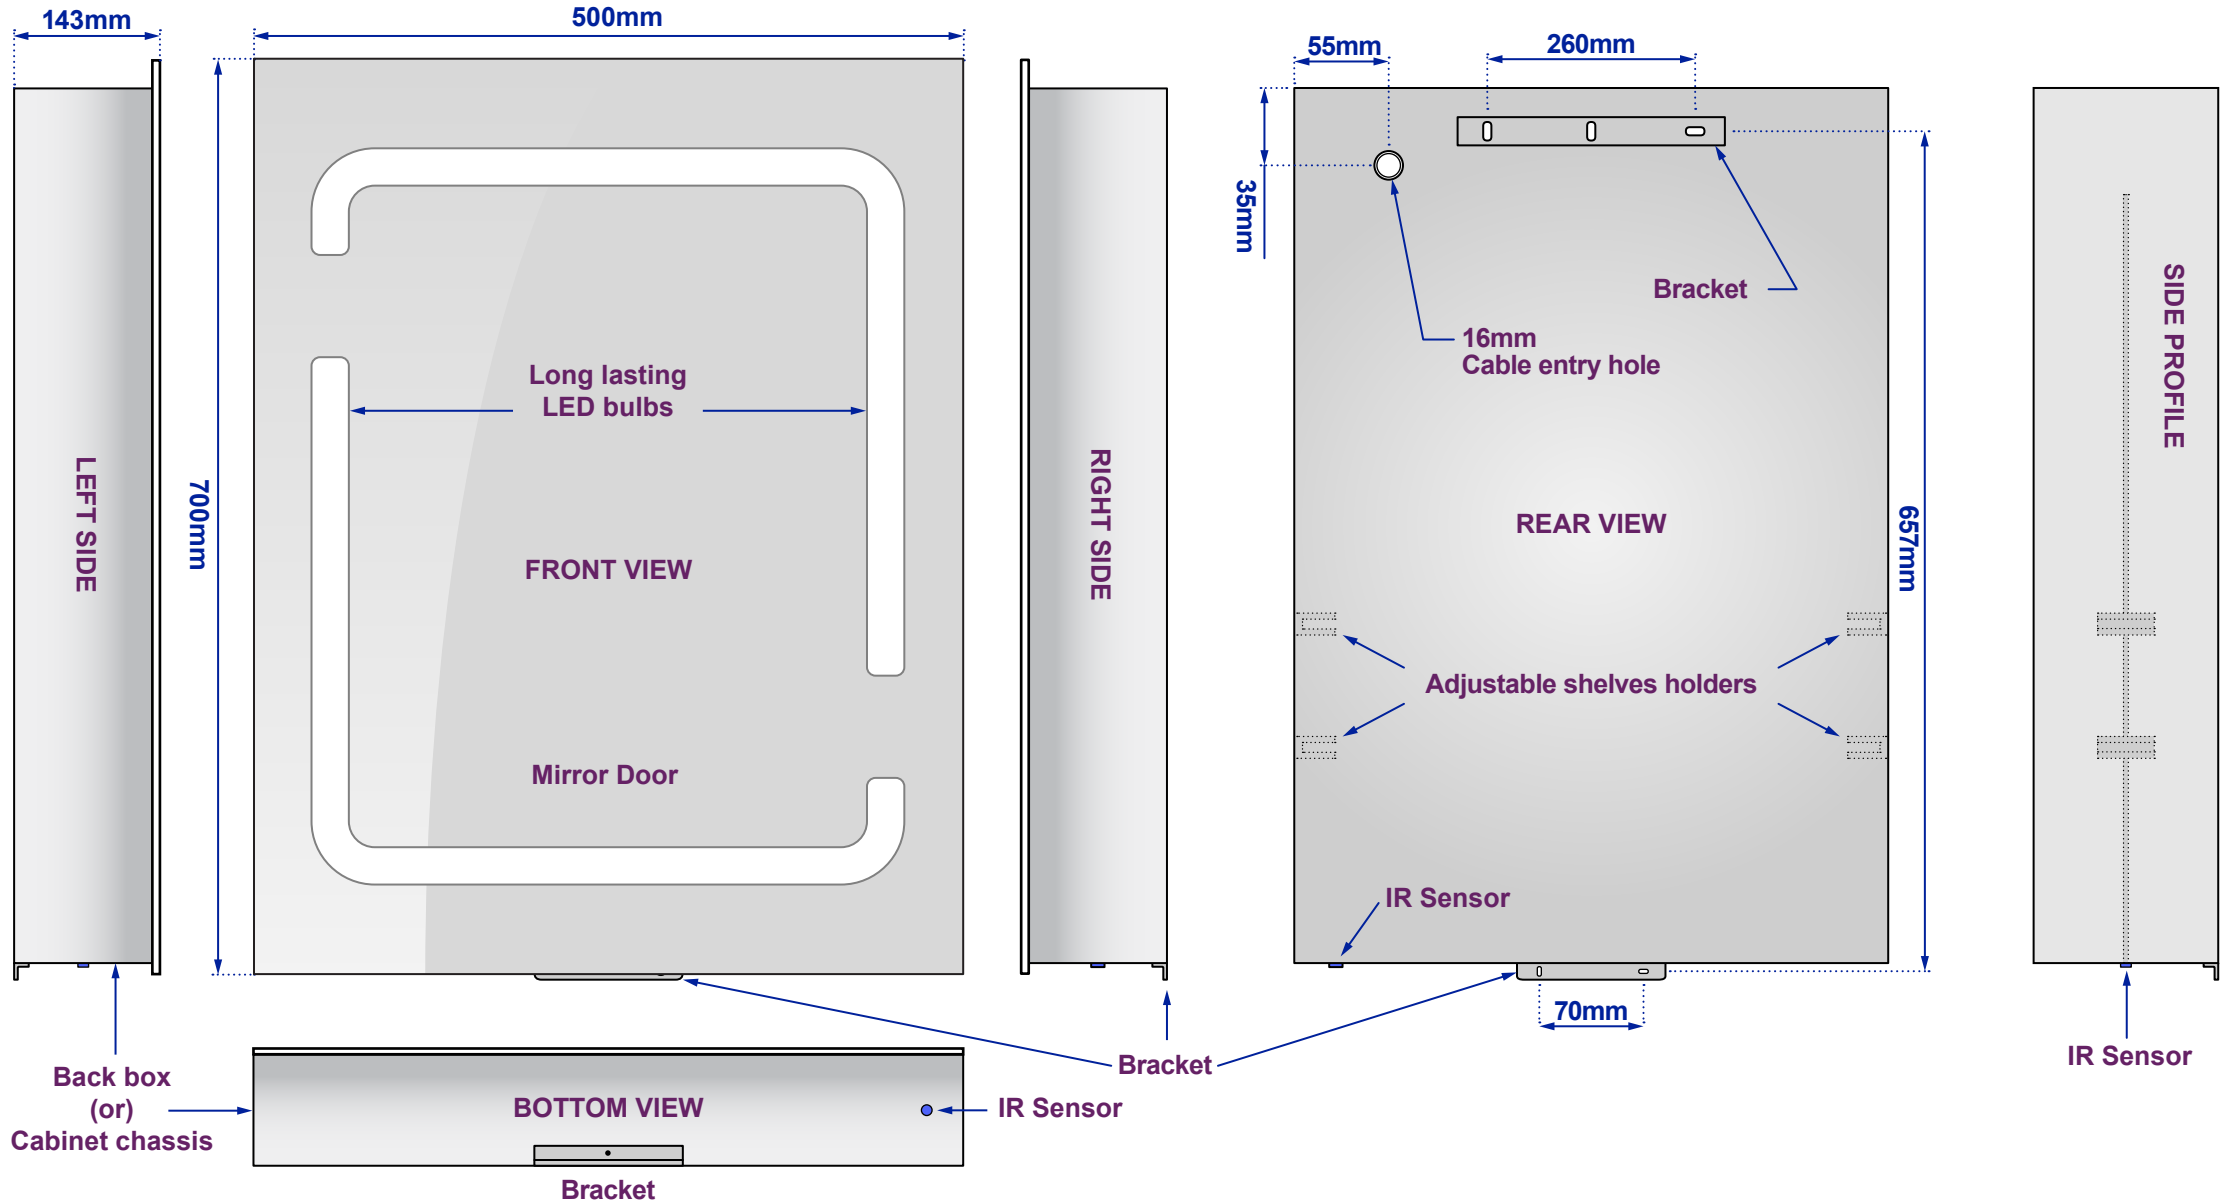 143mm
500mm
55mm
260mm
35mm
Bracket
16mm
Cable entry hole
SIDE PROFILE
Long lasting
LED bulbs
LEFT SIDE
700mm
RIGHT SIDE
FRONT VIEW
REAR VIEW
657mm
Adjustable shelves holders
Mirror Door
IR Sensor
70mm
Bracket
IR Sensor
Back box
(or)
Cabinet chassis
BOTTOM VIEW
IR Sensor
Bracket